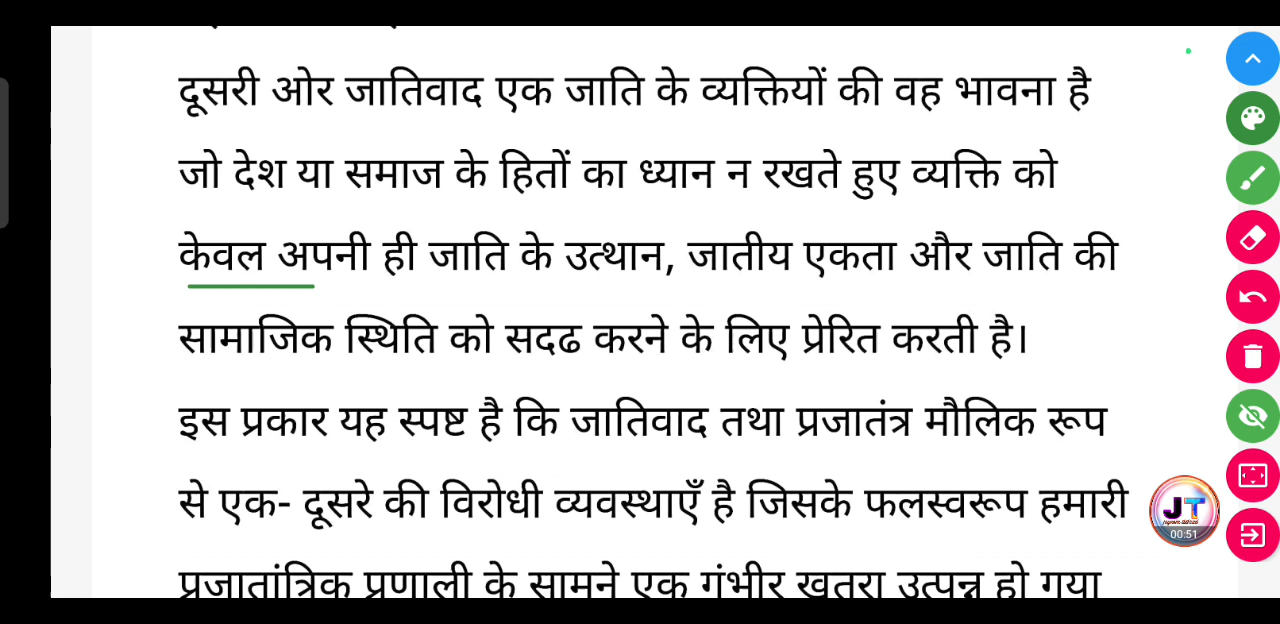 दूसरी ओर जातिवाद एक जाति के व्यक्तियों की वह भावना है
जो देश या समाज के हितों का ध्यान न रखते हुए व्यक्ति को
केवल अपनी ही जाति के उत्थान, जातीय एकता और जाति की
सामाजिक स्थिति को सदढ करने के लिए प्रेरित करती है।
इस प्रकार यह स्पष्ट है कि जातिवाद तथा प्रजातंत्र मौलिक रूप
से एक- दूसरे की विरोधी व्यवस्थाएँ है जिसके फलस्वरूप हमारी
प्रजातांत्रिक प्रणाली के सामने एक गंभीर खतरा उत्पन्न हो गया
JT
00:51